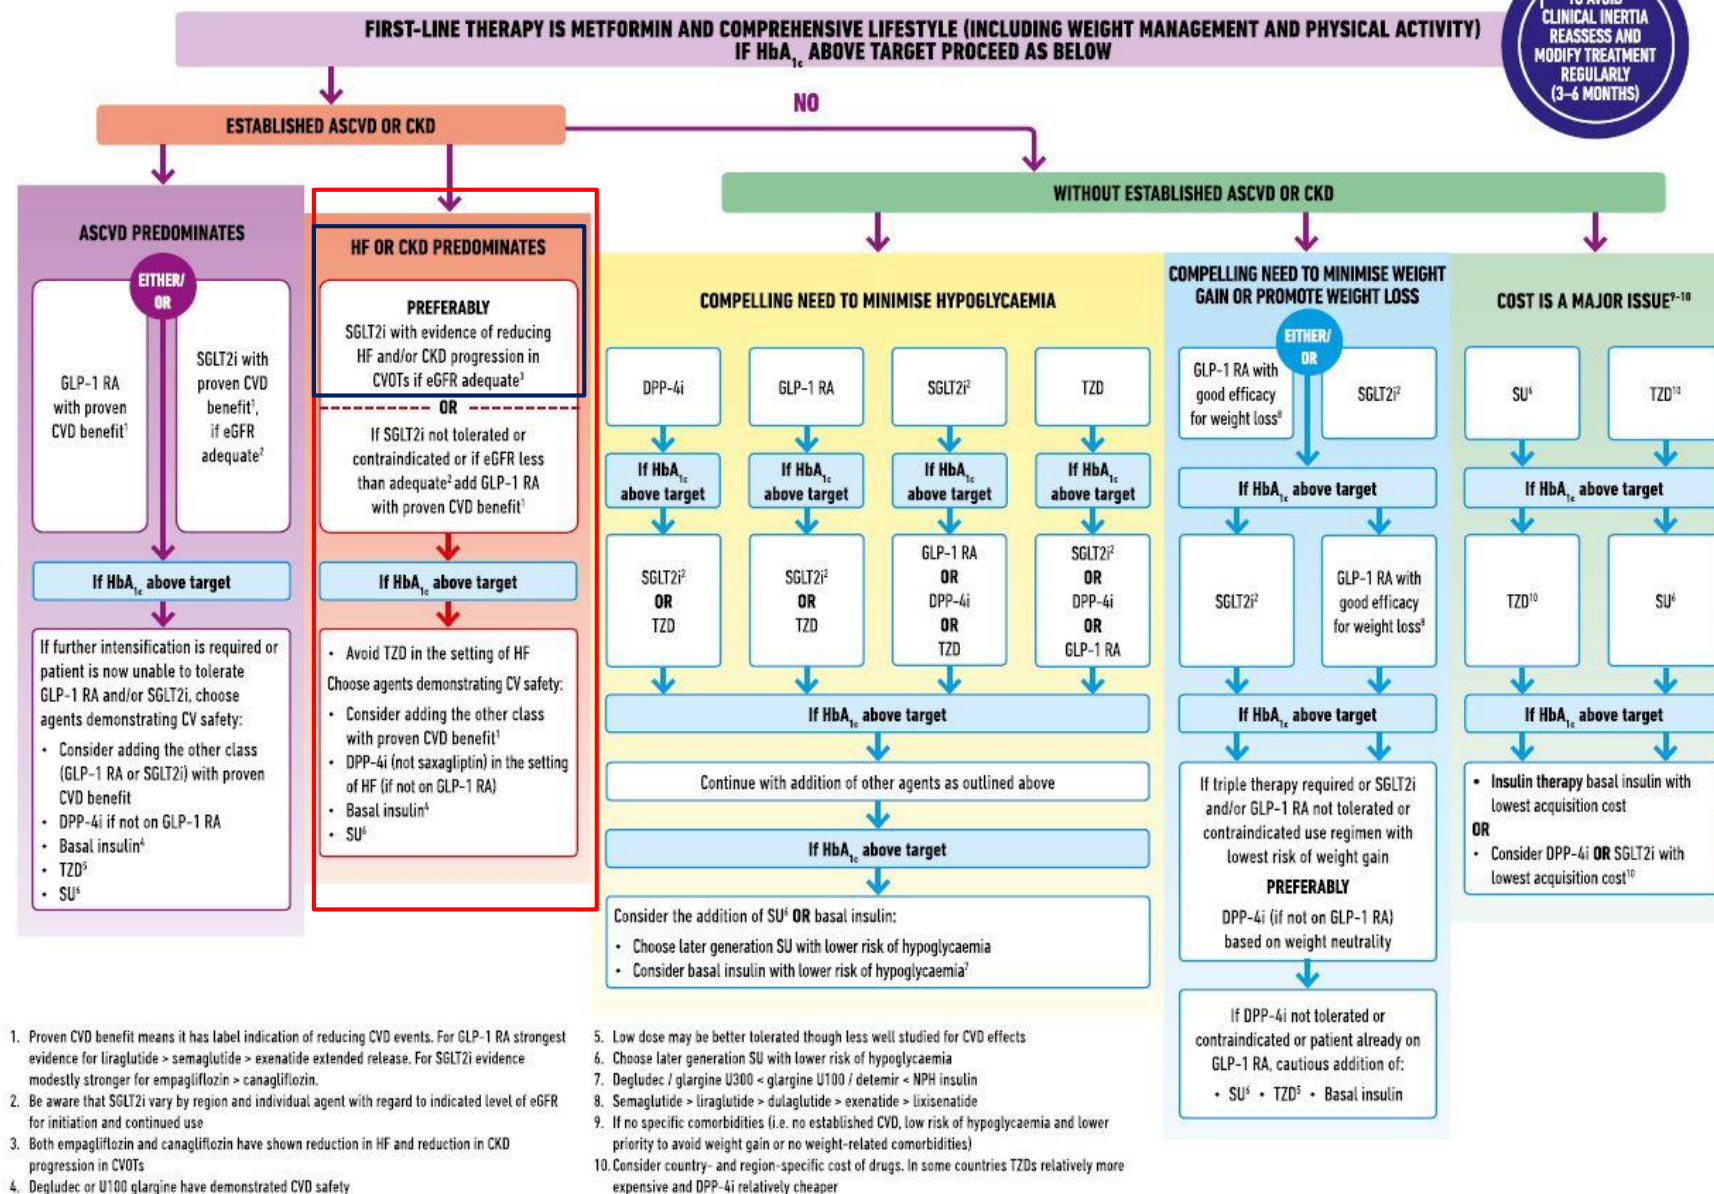 TO AVOID
CLINICAL INERTIA
REASSESS AND
MODIFY TREATMENT
REGULARLY
(3–6 MONTHS)
FIRST-LINE THERAPY IS METFORMIN AND COMPREHENSIVE LIFESTYLE (INCLUDING WEIGHT MANAGEMENT AND PHYSICAL ACTIVITY)
IF HbA1c ABOVE TARGET PROCEED AS BELOW
NO
ESTABLISHED ASCVD OR CKD
WITHOUT ESTABLISHED ASCVD OR CKD
ASCVD PREDOMINATES
EITHER/
OR
GLP-1 RA
with proven
CVD benefit¹
SGLT2i with
proven CVD
benefit¹,
if eGFR
adequate²
If HbA1c above target
If further intensification is required or
patient is now unable to tolerate
GLP-1 RA and/or SGLT2i, choose
agents demonstrating CV safety:
• Consider adding the other class
(GLP-1 RA or SGLT2i) with proven
CVD benefit
• DPP-4i if not on GLP-1 RA
• Basal insulin⁴
• TZD⁵
• SU⁶
HF OR CKD PREDOMINATES
PREFERABLY
SGLT2i with evidence of reducing
HF and/or CKD progression in
CVOTs if eGFR adequate³
OR
If SGLT2i not tolerated or
contraindicated or if eGFR less
than adequate² add GLP-1 RA
with proven CVD benefit¹
If HbA1c above target
• Avoid TZD in the setting of HF
Choose agents demonstrating CV safety:
• Consider adding the other class
with proven CVD benefit¹
• DPP-4i (not saxagliptin) in the setting
of HF (if not on GLP-1 RA)
• Basal insulin⁴
• SU⁶
COMPELLING NEED TO MINIMISE HYPOGLYCAEMIA
DPP-4i
GLP-1 RA
SGLT2i²
TZD
If HbA1c
above target
If HbA1c
above target
If HbA1c
above target
If HbA1c
above target
SGLT2i²
OR
TZD
SGLT2i²
OR
TZD
GLP-1 RA
OR
DPP-4i
OR
TZD
SGLT2i²
OR
DPP-4i
OR
GLP-1 RA
If HbA1c above target
Continue with addition of other agents as outlined above
If HbA1c above target
Consider the addition of SU⁶ OR basal insulin:
• Choose later generation SU with lower risk of hypoglycaemia
• Consider basal insulin with lower risk of hypoglycaemia⁷
COMPELLING NEED TO MINIMISE WEIGHT
GAIN OR PROMOTE WEIGHT LOSS
EITHER/
OR
GLP-1 RA with
good efficacy
for weight loss⁸
SGLT2i²
If HbA1c above target
SGLT2i²
GLP-1 RA with
good efficacy
for weight loss⁸
If HbA1c above target
If triple therapy required or SGLT2i
and/or GLP-1 RA not tolerated or
contraindicated use regimen with
lowest risk of weight gain
PREFERABLY
DPP-4i (if not on GLP-1 RA)
based on weight neutrality
If DPP-4i not tolerated or
contraindicated or patient already on
GLP-1 RA, cautious addition of:
• SU⁶ • TZD⁵ • Basal insulin
COST IS A MAJOR ISSUE⁹⁻¹⁰
SU⁶
TZD¹⁰
If HbA1c above target
TZD¹⁰
SU⁶
If HbA1c above target
• Insulin therapy basal insulin with
lowest acquisition cost
OR
• Consider DPP-4i OR SGLT2i with
lowest acquisition cost¹⁰
1. Proven CVD benefit means it has label indication of reducing CVD events. For GLP-1 RA strongest
evidence for liraglutide > semaglutide > exenatide extended release. For SGLT2i evidence
modestly stronger for empagliflozin > canagliflozin.
2. Be aware that SGLT2i vary by region and individual agent with regard to indicated level of eGFR
for initiation and continued use
3. Both empagliflozin and canagliflozin have shown reduction in HF and reduction in CKD
progression in CVOTs
4. Degludec or U100 glargine have demonstrated CVD safety
5. Low dose may be better tolerated though less well studied for CVD effects
6. Choose later generation SU with lower risk of hypoglycaemia
7. Degludec / glargine U300 < glargine U100 / detemir < NPH insulin
8. Semaglutide > liraglutide > dulaglutide > exenatide > lixisenatide
9. If no specific comorbidities (i.e. no established CVD, low risk of hypoglycaemia and lower
priority to avoid weight gain or no weight-related comorbidities)
10. Consider country- and region-specific cost of drugs. In some countries TZDs relatively more
expensive and DPP-4i relatively cheaper